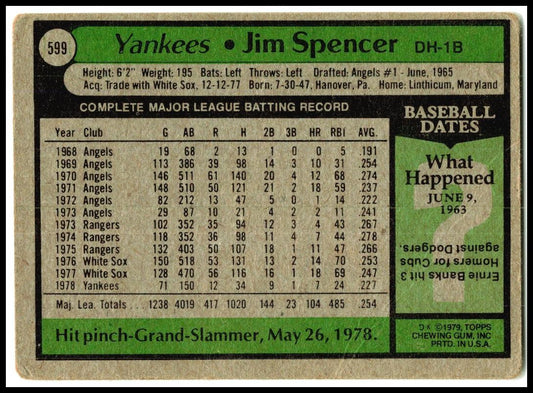 599
Yankees • Jim Spencer DH-1B
Height: 6'2" Weight: 195 Bats: Left Throws: Left Drafted: Angels #1 - June, 1965
Acq: Trade with White Sox, 12-12-77 Born: 7-30-47, Hanover, Pa. Home: Linthicum, Maryland
COMPLETE MAJOR LEAGUE BATTING RECORD
Year Club G AB R H 2B 3B HR RBI AVG.
1968 Angels 19 68 2 13 1 0 0 5 .191
1969 Angels 113 386 39 98 14 3 10 31 .254
1970 Angels 146 511 61 140 20 4 12 68 .274
1971 Angels 148 510 50 121 21 2 18 59 .237
1972 Angels 82 212 13 47 5 0 1 14 .222
1973 Angels 29 87 10 21 4 2 2 11 .241
1973 Rangers 102 352 35 94 12 3 4 43 .267
1974 Rangers 118 352 36 98 11 4 7 44 .278
1975 Rangers 132 403 50 107 18 1 11 47 .266
1976 White Sox 150 518 53 131 13 2 14 70 .253
1977 White Sox 128 470 56 116 16 1 18 69 .247
1978 Yankees 71 150 12 34 9 1 7 24 .227
Maj. Lea. Totals 1238 4019 417 1020 144 23 104 485 .254
Hit pinch-Grand-Slammer, May 26, 1978.
BASEBALL
DATES
What
Happened
JUNE 9,
1963
?
Ernie Banks hit 3
Homers for Cubs
against Dodgers.
D* ©1979, TOPPS
CHEWING GUM, INC
PRTD. IN U.S.A.